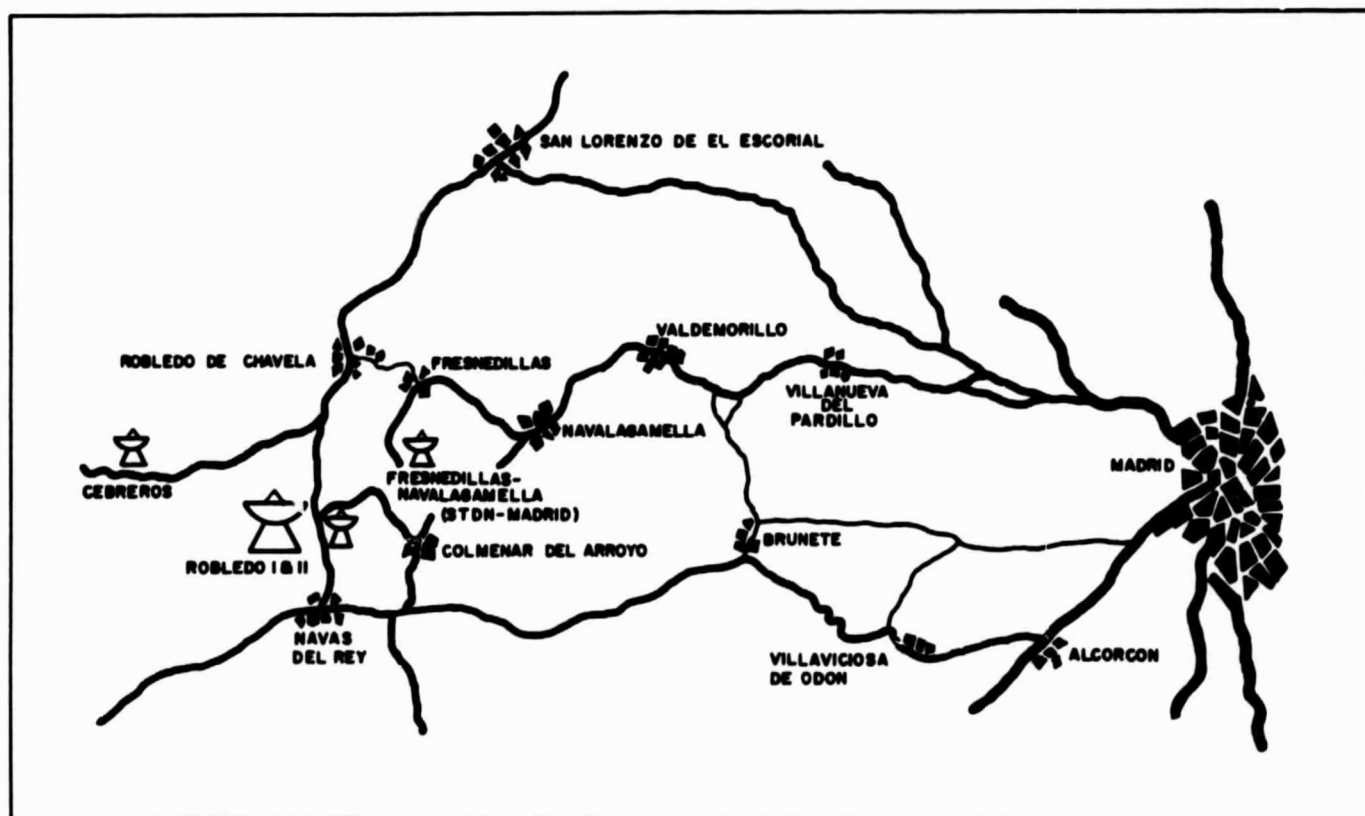 SAN LORENZO DE EL ESCORIAL
VALDEMORILLO
ROBLEDO DE CHAVELA
FRESNEDILLAS
VILLANUEVA
DEL
PARDILLO
NAVALAGAMELLA
MADRID
CEBREROS
FRESNEDILLAS-
NAVALAGAMELLA
(STDN-MADRID)
BRUNETE
COLMENAR DEL ARROYO
ROBLEDO I & II
NAVAS
DEL REY
VILLAVICIOSA
DE ODON
ALCORCON